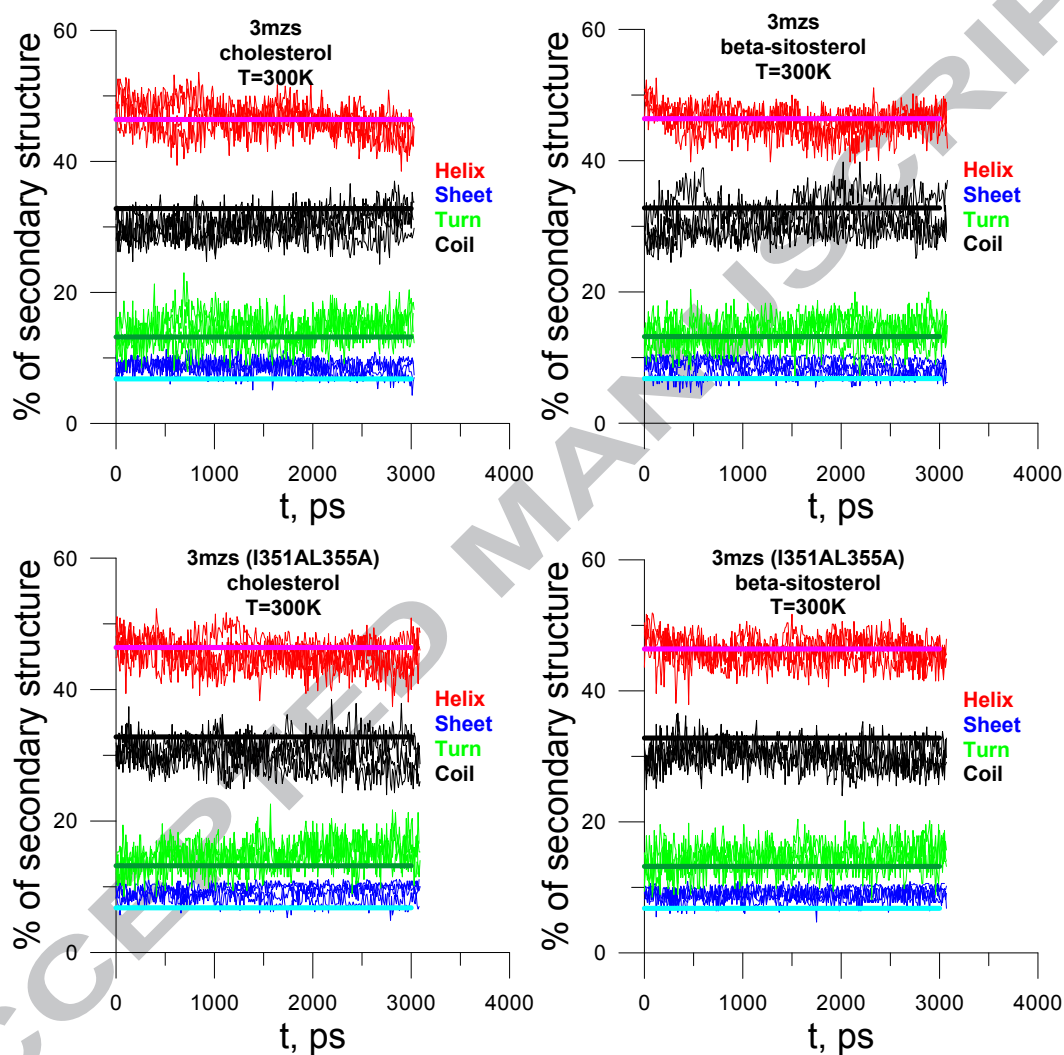 3mzs
cholesterol
T=300K
% of secondary structure
60
40
20
0
Helix
Sheet
Turn
Coil
0 1000 2000 3000 4000
t, ps
3mzs
beta-sitosterol
T=300K
% of secondary structure
60
40
20
0
Helix
Sheet
Turn
Coil
0 1000 2000 3000 4000
t, ps
3mzs (I351AL355A)
cholesterol
T=300K
% of secondary structure
60
40
20
0
Helix
Sheet
Turn
Coil
0 1000 2000 3000 4000
t, ps
3mzs (I351AL355A)
beta-sitosterol
T=300K
% of secondary structure
60
40
20
0
Helix
Sheet
Turn
Coil
0 1000 2000 3000 4000
t, ps